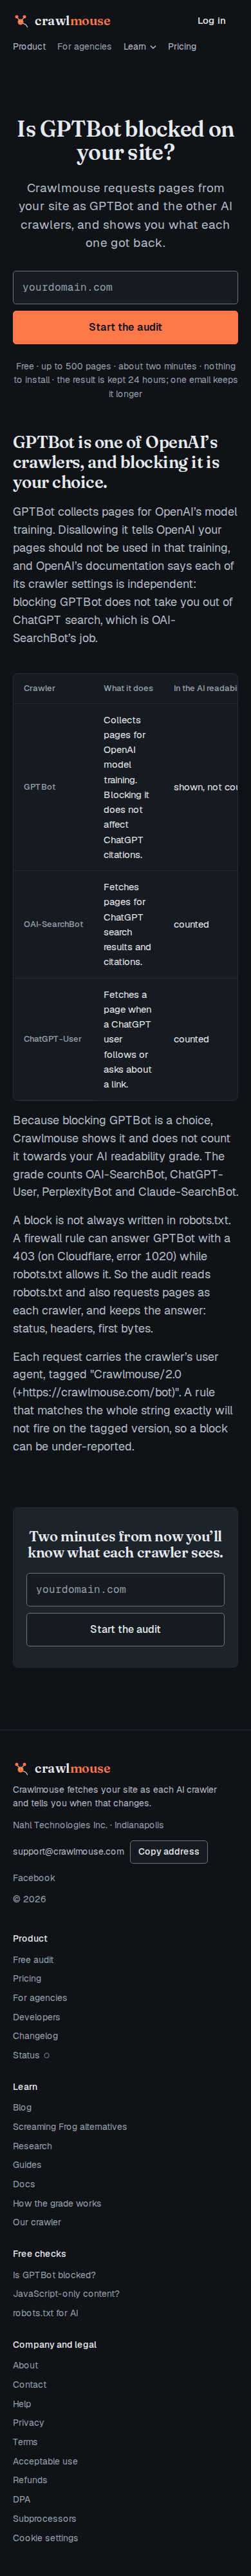 crawlmouse
Log in
Product
For agencies
Learn
Pricing
Is GPTBot blocked on
your site?
Crawlmouse requests pages from
your site as GPTBot and the other AI
crawlers, and shows you what each
one got back.
yourdomain.com
Start the audit
Free · up to 500 pages · about two minutes · nothing
to install · the result is kept 24 hours; one email keeps
it longer
GPTBot is one of OpenAI's
crawlers, and blocking it is
your choice.
GPTBot collects pages for OpenAI's model
training. Disallowing it tells OpenAI your
pages should not be used in that training,
and OpenAI's documentation says each of
its crawler settings is independent:
blocking GPTBot does not take you out of
ChatGPT search, which is OAI-
SearchBot's job.
Crawler
What it does
In the AI readabi
GPTBot
Collects
pages for
OpenAI
model
training.
Blocking it
does not
affect
ChatGPT
citations.
shown, not cou
OAI-SearchBot
Fetches
pages for
ChatGPT
search
results and
citations.
counted
ChatGPT-User
Fetches a
page when
a ChatGPT
user
follows or
asks about
a link.
counted
Because blocking GPTBot is a choice,
Crawlmouse shows it and does not count
it towards your AI readability grade. The
grade counts OAI-SearchBot, ChatGPT-
User, PerplexityBot and Claude-SearchBot.
A block is not always written in robots.txt.
A firewall rule can answer GPTBot with a
403 (on Cloudflare, error 1020) while
robots.txt allows it. So the audit reads
robots.txt and also requests pages as
each crawler, and keeps the answer:
status, headers, first bytes.
Each request carries the crawler's user
agent, tagged "Crawlmouse/2.0
(+https://crawlmouse.com/bot)". A rule
that matches the whole string exactly will
not fire on the tagged version, so a block
can be under-reported.
Two minutes from now you'll
know what each crawler sees.
yourdomain.com
Start the audit
crawlmouse
Crawlmouse fetches your site as each AI crawler
and tells you when that changes.
Nahl Technologies Inc. · Indianapolis
support@crawlmouse.com
Copy address
Facebook
© 2026
Product
Free audit
Pricing
For agencies
Developers
Changelog
Status
Learn
Blog
Screaming Frog alternatives
Research
Guides
Docs
How the grade works
Our crawler
Free checks
Is GPTBot blocked?
JavaScript-only content?
robots.txt for AI
Company and legal
About
Contact
Help
Privacy
Terms
Acceptable use
Refunds
DPA
Subprocessors
Cookie settings